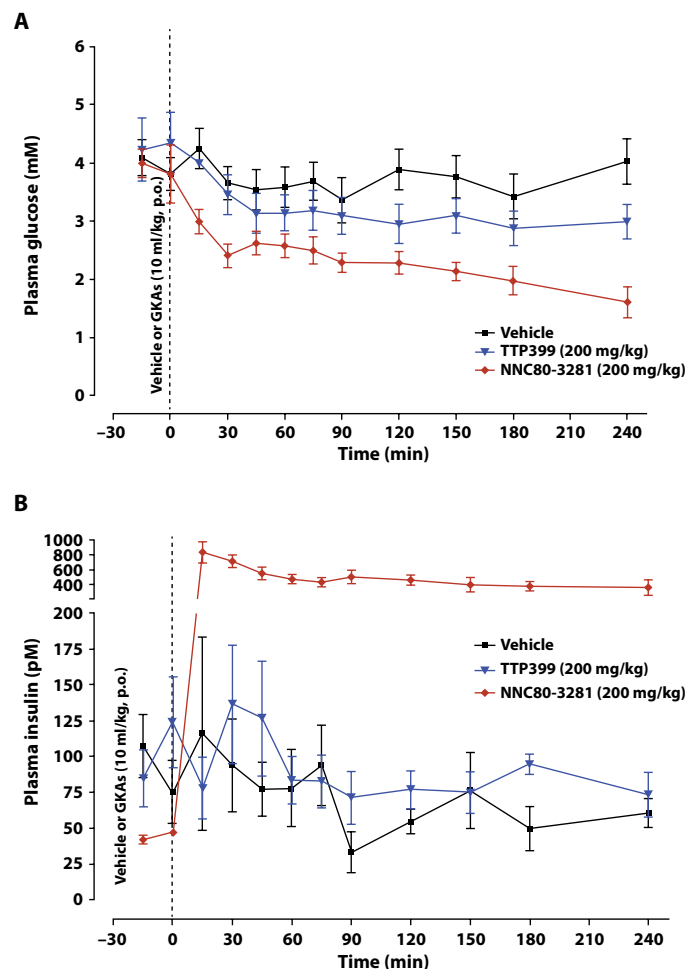 A
6
5
4
3
2
1
0
Plasma glucose (mM)
Vehicle or GKAs (10 ml/kg, p.o.)
Vehicle
TTP399 (200 mg/kg)
NNC80-3281 (200 mg/kg)
−30 0 30 60 90 120 150 180 210 240
Time (min)
B
1000
800
600
400
200
175
150
125
100
75
50
25
0
Plasma insulin (pM)
Vehicle or GKAs (10 ml/kg, p.o.)
Vehicle
TTP399 (200 mg/kg)
NNC80-3281 (200 mg/kg)
−30 0 30 60 90 120 150 180 210 240
Time (min)